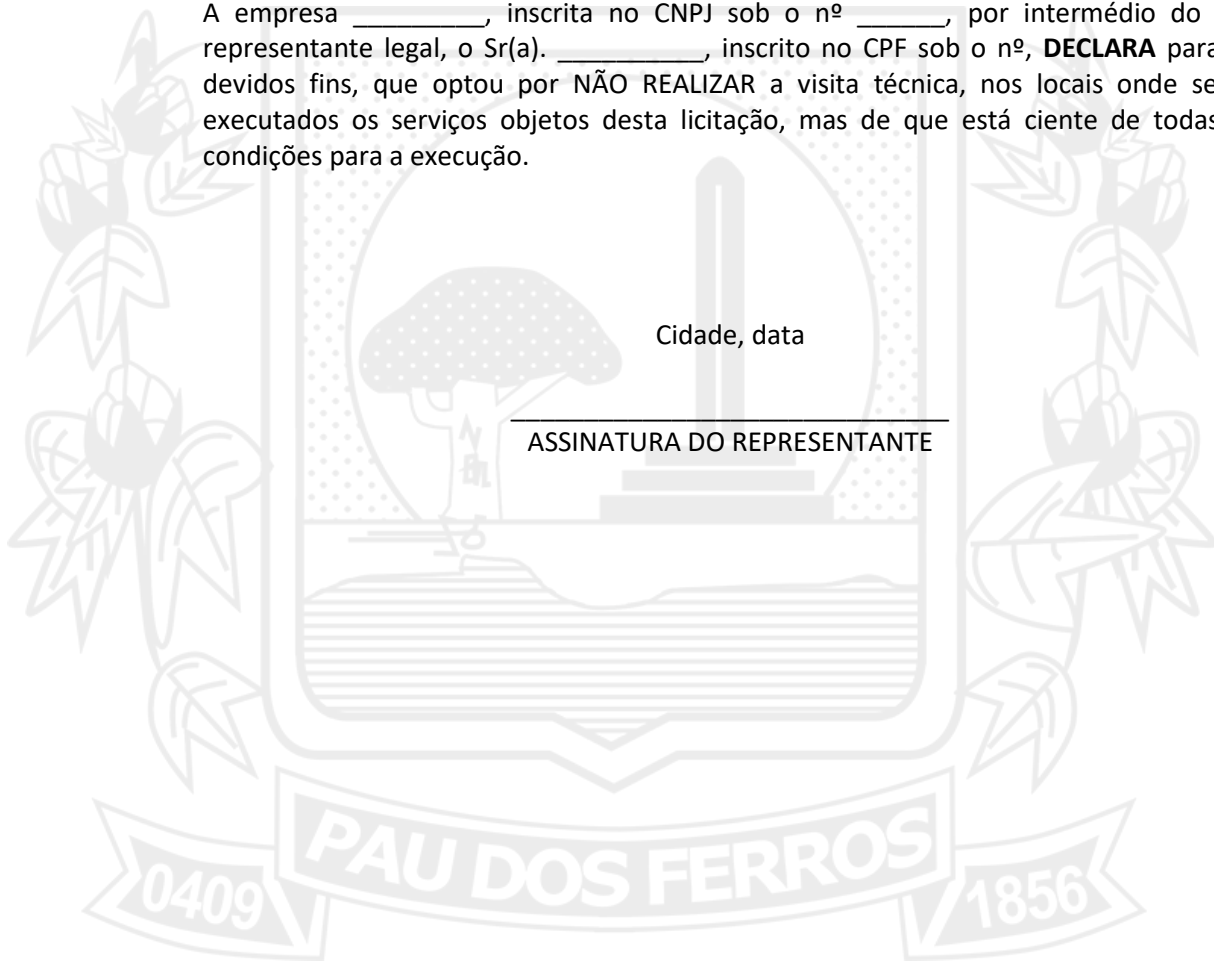 A empresa _________, inscrita no CNPJ sob o nº ______, por intermédio do
representante legal, o Sr(a). __________, inscrito no CPF sob o nº, DECLARA para
devidos fins, que optou por NÃO REALIZAR a visita técnica, nos locais onde se
executados os serviços objetos desta licitação, mas de que está ciente de todas
condições para a execução.
Cidade, data
______________________________
ASSINATURA DO REPRESENTANTE
PAU DOS FERROS
0409
1856